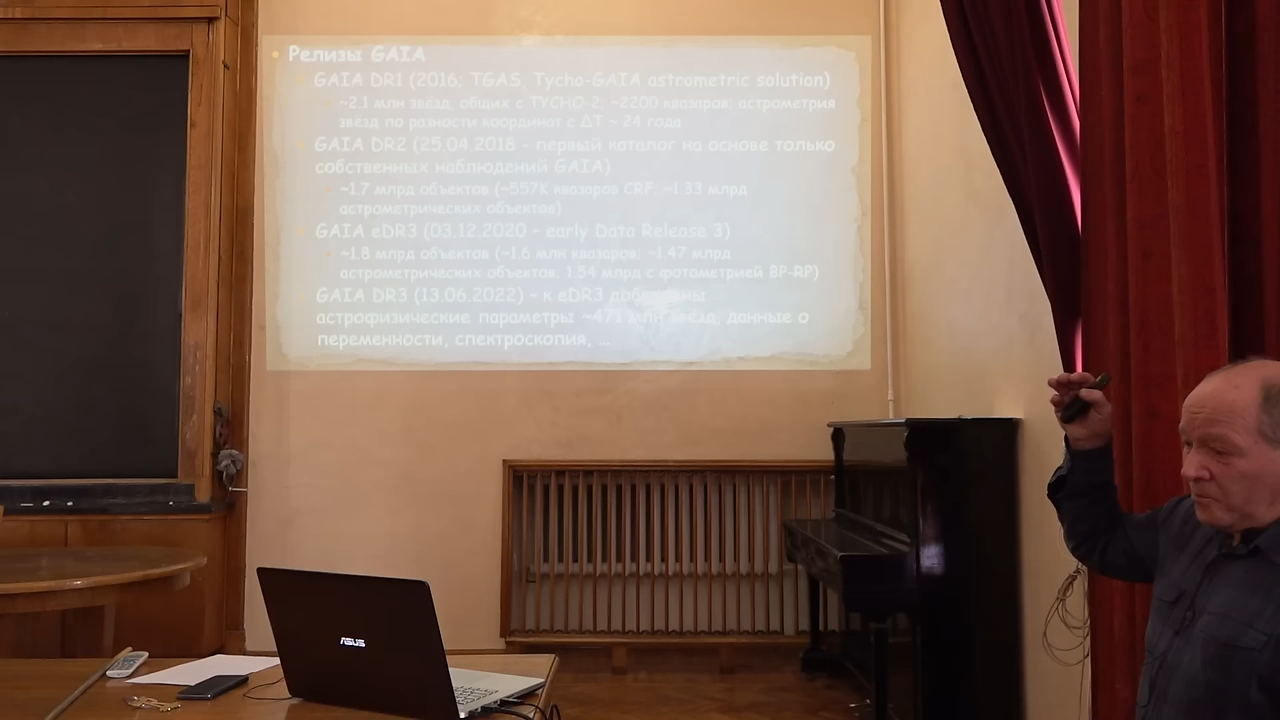 Релизы GAIA
GAIA DR1 (2016; TGAS, Tycho-GAIA astrometric solution)
~2.1 млн звезд, общих с TYCHO-2; ~2200 квазаров; астрометрия
звезд по разности координат с ΔT ~ 24 года
GAIA DR2 (25.04.2018 – первый каталог на основе только
собственных наблюдений GAIA)
~1.7 млрд объектов (~557K квазаров CRF; ~1.33 млрд
астрометрических объектов)
GAIA eDR3 (03.12.2020 – early Data Release 3)
~1.8 млрд объектов (~1.6 млн квазаров; ~1.47 млрд
астрометрических объектов; 1.54 млрд с фотометрией BP-RP)
GAIA DR3 (13.06.2022) – к eDR3 добавлены
астрофизические параметры ~471 млн звезд, данные о
переменности, спектроскопия, ...
ASUS